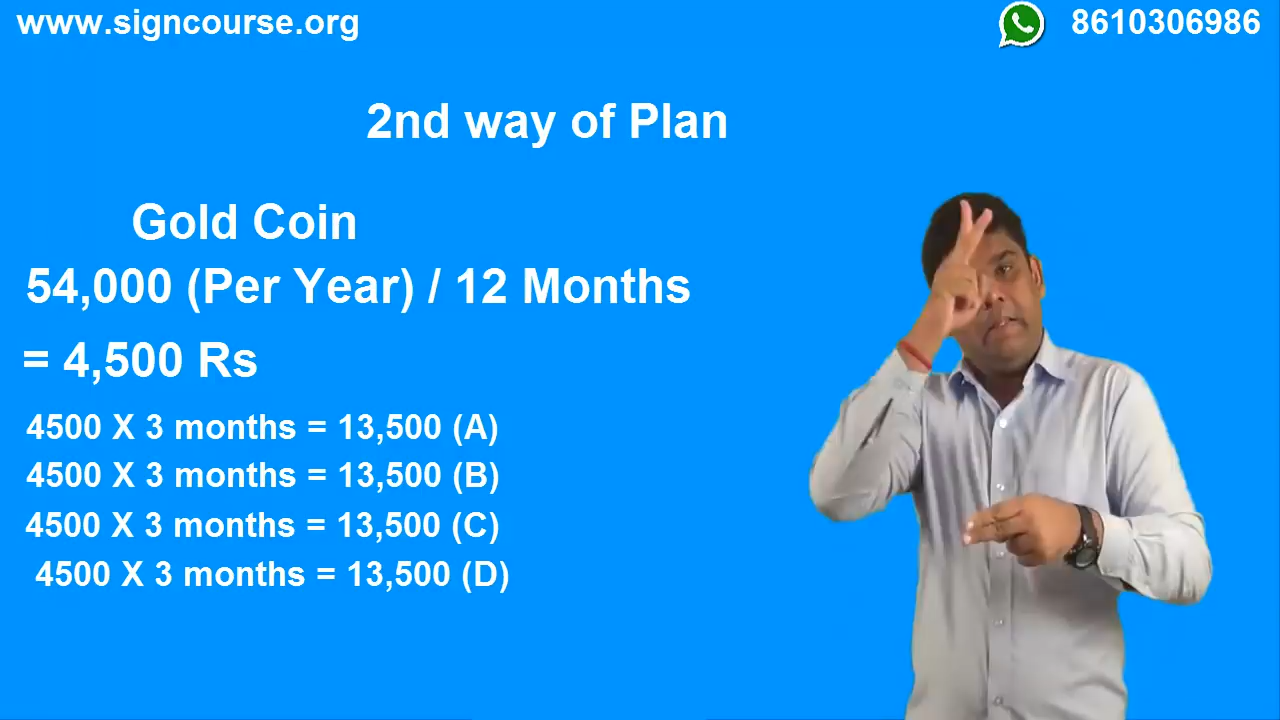 www.signcourse.org
8610306986
2nd way of Plan
Gold Coin
54,000 (Per Year) / 12 Months
= 4,500 Rs
4500 X 3 months = 13,500 (A)
4500 X 3 months = 13,500 (B)
4500 X 3 months = 13,500 (C)
4500 X 3 months = 13,500 (D)